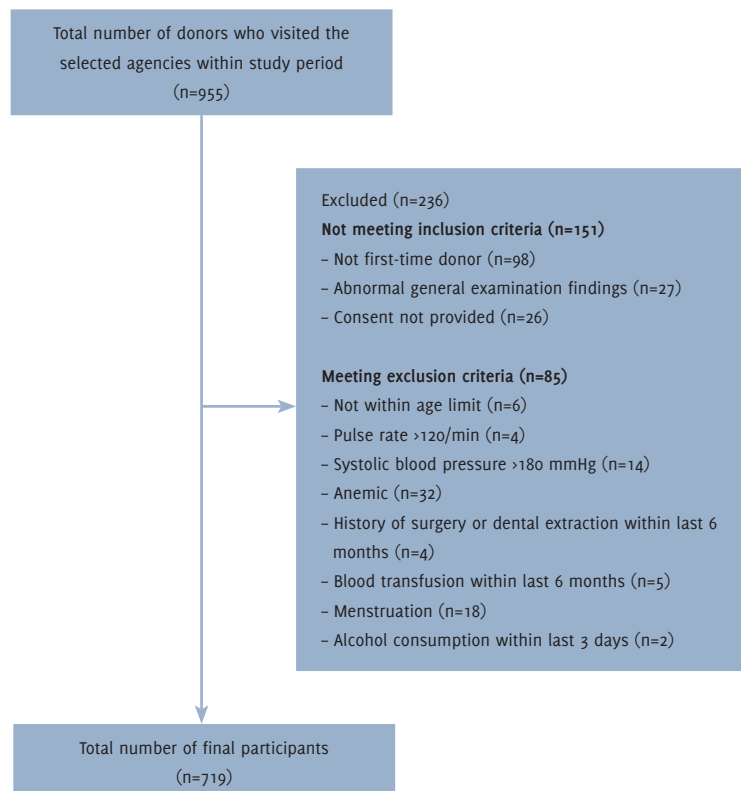 Total number of donors who visited the
selected agencies within study period
(n=955)
Excluded (n=236)
Not meeting inclusion criteria (n=151)
– Not first-time donor (n=98)
– Abnormal general examination findings (n=27)
– Consent not provided (n=26)
Meeting exclusion criteria (n=85)
– Not within age limit (n=6)
– Pulse rate >120/min (n=4)
– Systolic blood pressure >180 mmHg (n=14)
– Anemic (n=32)
– History of surgery or dental extraction within last 6
months (n=4)
– Blood transfusion within last 6 months (n=5)
– Menstruation (n=18)
– Alcohol consumption within last 3 days (n=2)
Total number of final participants
(n=719)